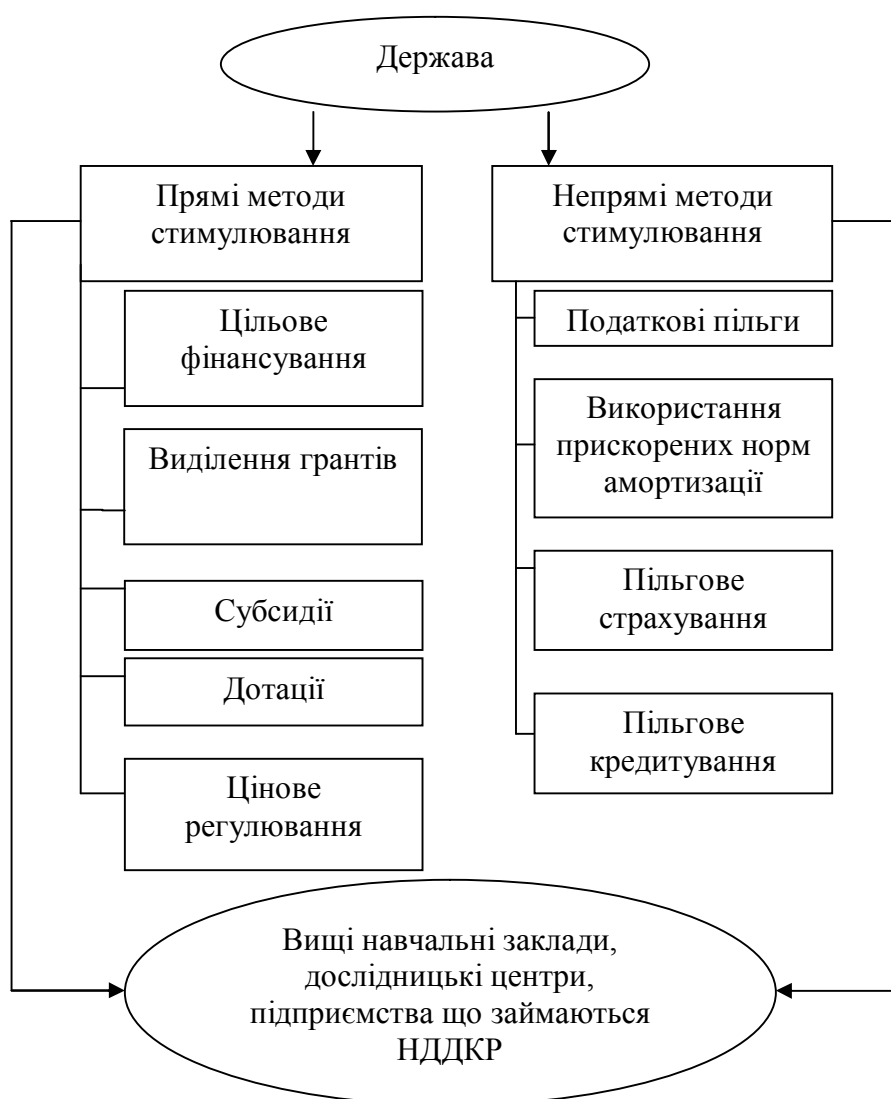 Держава
Прямі методи
стимулювання
Цільове
фінансування
Виділення грантів
Субсидії
Дотації
Цінове
регулювання
Непрямі методи
стимулювання
Податкові пільги
Використання
прискорених норм
амортизації
Пільгове
страхування
Пільгове
кредитування
Вищі навчальні заклади,
дослідницькі центри,
підприємства що займаються
НДДКР